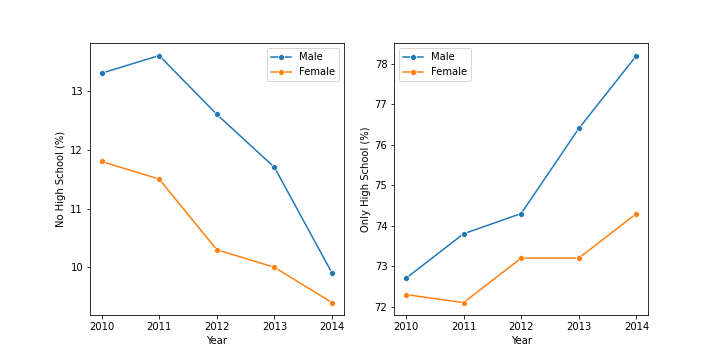 No High School (%)
13
12
11
10
Male
Female
2010 2011 2012 2013 2014
Year
Only High School (%)
78
77
76
75
74
73
72
Male
Female
2010 2011 2012 2013 2014
Year